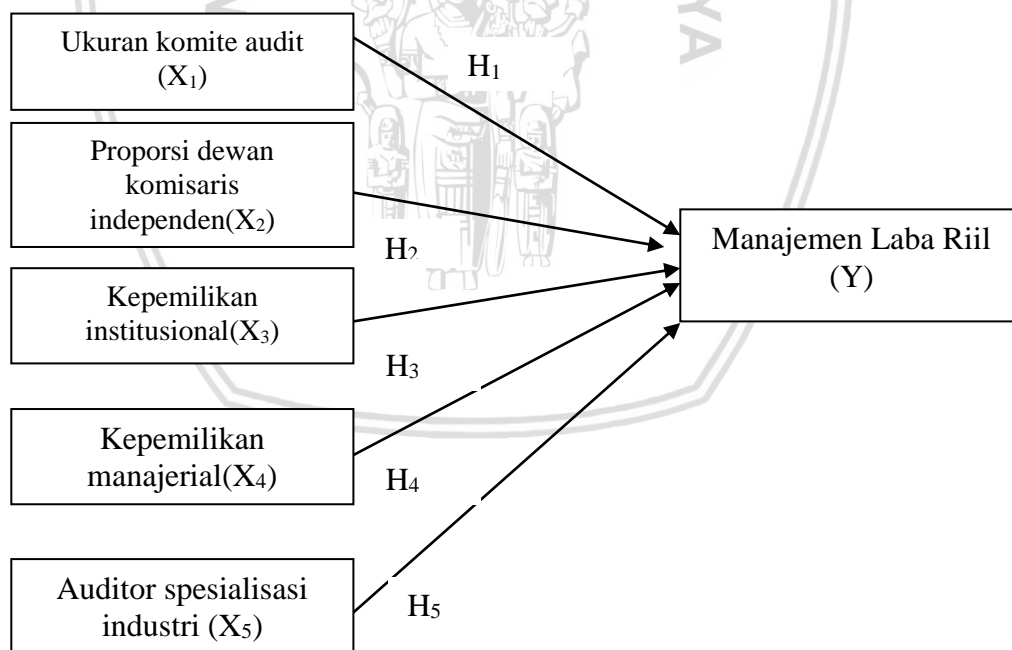 Ukuran komite audit
(X₁)
H₁
Proporsi dewan
komisaris
independen(X₂)
H₂
Manajemen Laba Riil
(Y)
Kepemilikan
institusional(X₃)
H₃
Kepemilikan
manajerial(X₄)
H₄
Auditor spesialisasi
industri (X₅)
H₅
YA